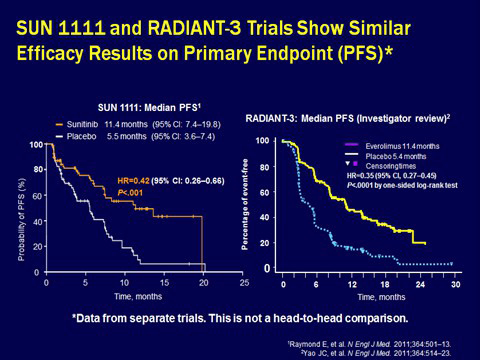 SUN 1111 and RADIANT-3 Trials Show Similar
Efficacy Results on Primary Endpoint (PFS)*
SUN 1111: Median PFS¹
Sunitinib 11.4 months (95% CI: 7.4–19.8)
Placebo 5.5 months (95% CI: 3.6–7.4)
HR=0.42 (95% CI: 0.26–0.66)
P<.001
Probability of PFS (%)
100
80
60
40
20
0
0 5 10 15 20 25
Time, months
RADIANT-3: Median PFS (Investigator review)²
Everolimus 11.4 months
Placebo 5.4 months
Censoring times
HR=0.35 (95% CI, 0.27–0.45)
P<.0001 by one-sided log-rank test
Percentage of event-free
100
80
60
40
20
0
0 6 12 18 24 30
Time, months
*Data from separate trials. This is not a head-to-head comparison.
¹Raymond E, et al. N Engl J Med. 2011;364:501–13.
²Yao JC, et al. N Engl J Med. 2011;364:514–23.